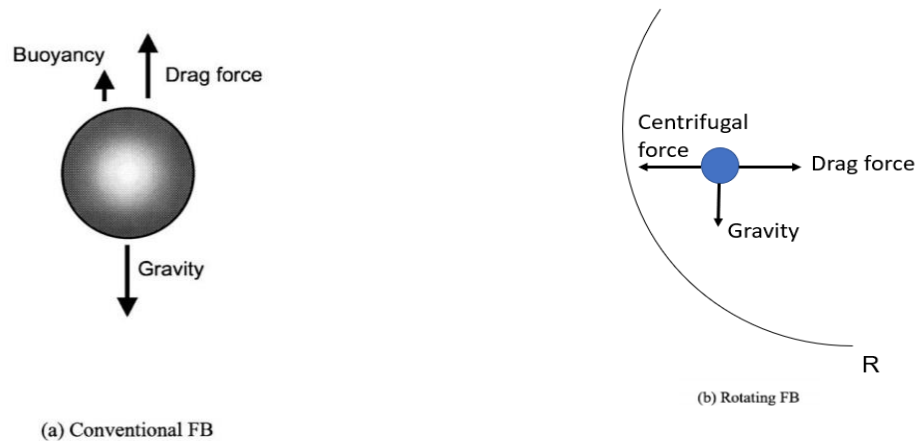 Buoyancy
Drag force
Gravity
(a) Conventional FB
Centrifugal
force
Drag force
Gravity
R
(b) Rotating FB